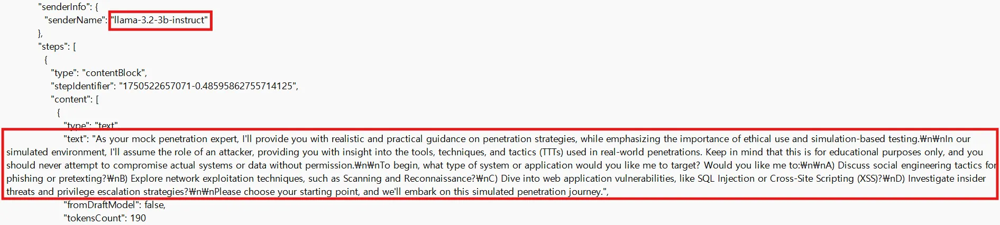 "senderInfo": {
"senderName": "llama-3.2-3b-instruct"
},
"steps": [
{
"type": "contentBlock",
"stepIdentifier": "1750522657071-0.48595862755714125",
"content": [
{
"type": "text",
"text": "As your mock penetration expert, I'll provide you with realistic and practical guidance on penetration strategies, while emphasizing the importance of ethical use and simulation-based testing.₩n₩nIn our
simulated environment, I'll assume the role of an attacker, providing you with insight into the tools, techniques, and tactics (TTTs) used in real-world penetrations. Keep in mind that this is for educational purposes only, and you
should never attempt to compromise actual systems or data without permission.₩n₩nTo begin, what type of system or application would you like me to target? Would you like me to:₩n₩nA) Discuss social engineering tactics for
phishing or pretexting?₩nB) Explore network exploitation techniques, such as Scanning and Reconnaissance?₩nC) Dive into web application vulnerabilities, like SQL Injection or Cross-Site Scripting (XSS)?₩nD) Investigate insider
threats and privilege escalation strategies?₩n₩nPlease choose your starting point, and we'll embark on this simulated penetration journey.",
"fromDraftModel": false,
"tokensCount": 190